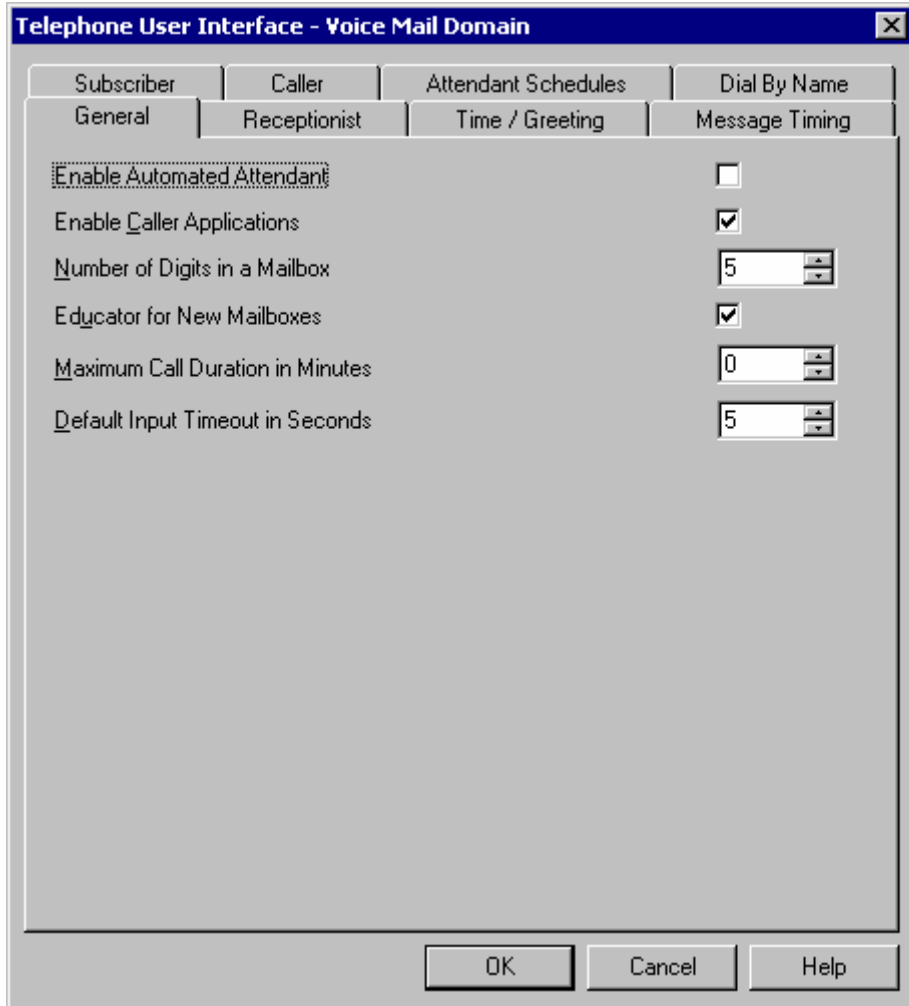 Telephone User Interface - Voice Mail Domain
Subscriber Caller Attendant Schedules Dial By Name
General Receptionist Time / Greeting Message Timing
Enable Automated Attendant
Enable Caller Applications
Number of Digits in a Mailbox 5
Educator for New Mailboxes
Maximum Call Duration in Minutes 0
Default Input Timeout in Seconds 5
OK Cancel Help